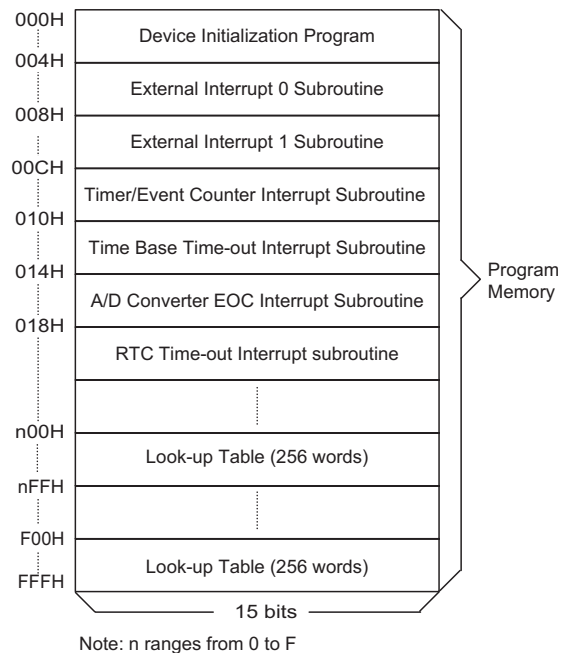 000H
Device Initialization Program
004H
External Interrupt 0 Subroutine
008H
External Interrupt 1 Subroutine
00CH
Timer/Event Counter Interrupt Subroutine
010H
Time Base Time-out Interrupt Subroutine
014H
A/D Converter EOC Interrupt Subroutine
018H
RTC Time-out Interrupt subroutine
Program
Memory
n00H
Look-up Table (256 words)
nFFH
F00H
Look-up Table (256 words)
FFFH
15 bits
Note: n ranges from 0 to F